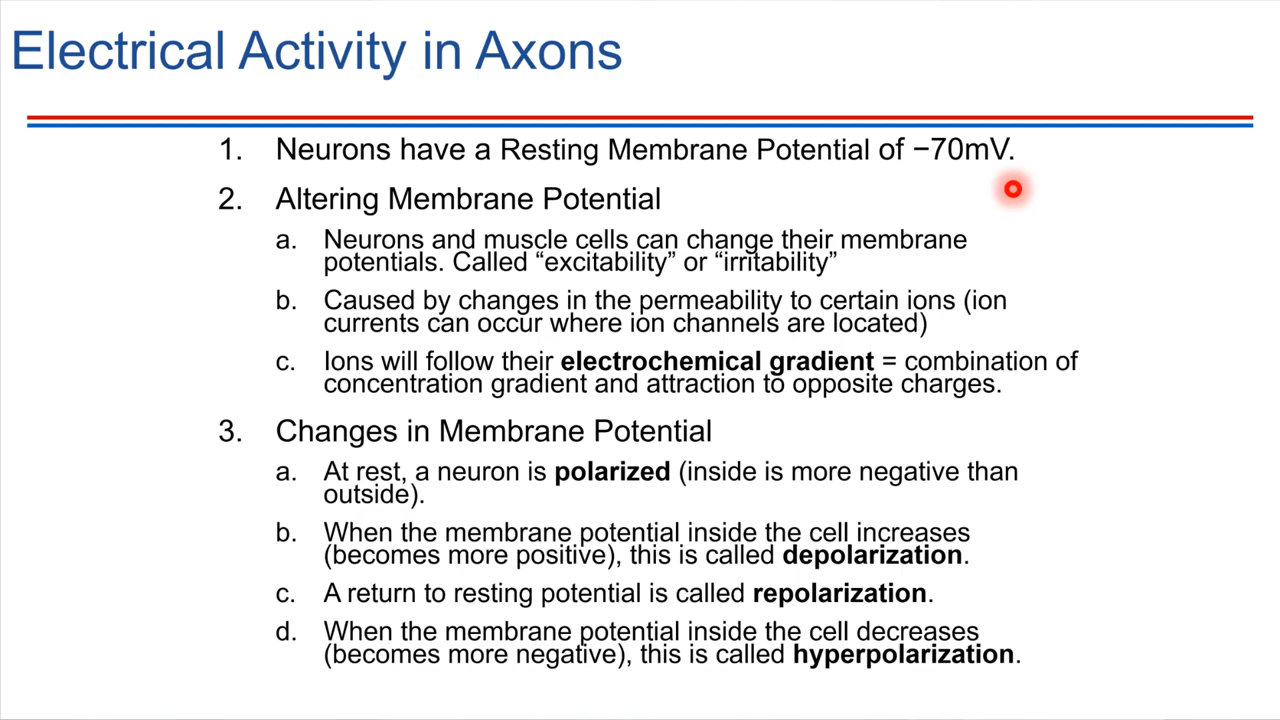 Electrical Activity in Axons
1. Neurons have a Resting Membrane Potential of −70mV.
2. Altering Membrane Potential
a. Neurons and muscle cells can change their membrane
potentials. Called “excitability” or “irritability”
b. Caused by changes in the permeability to certain ions (ion
currents can occur where ion channels are located)
c. Ions will follow their electrochemical gradient = combination of
concentration gradient and attraction to opposite charges.
3. Changes in Membrane Potential
a. At rest, a neuron is polarized (inside is more negative than
outside).
b. When the membrane potential inside the cell increases
(becomes more positive), this is called depolarization.
c. A return to resting potential is called repolarization.
d. When the membrane potential inside the cell decreases
(becomes more negative), this is called hyperpolarization.